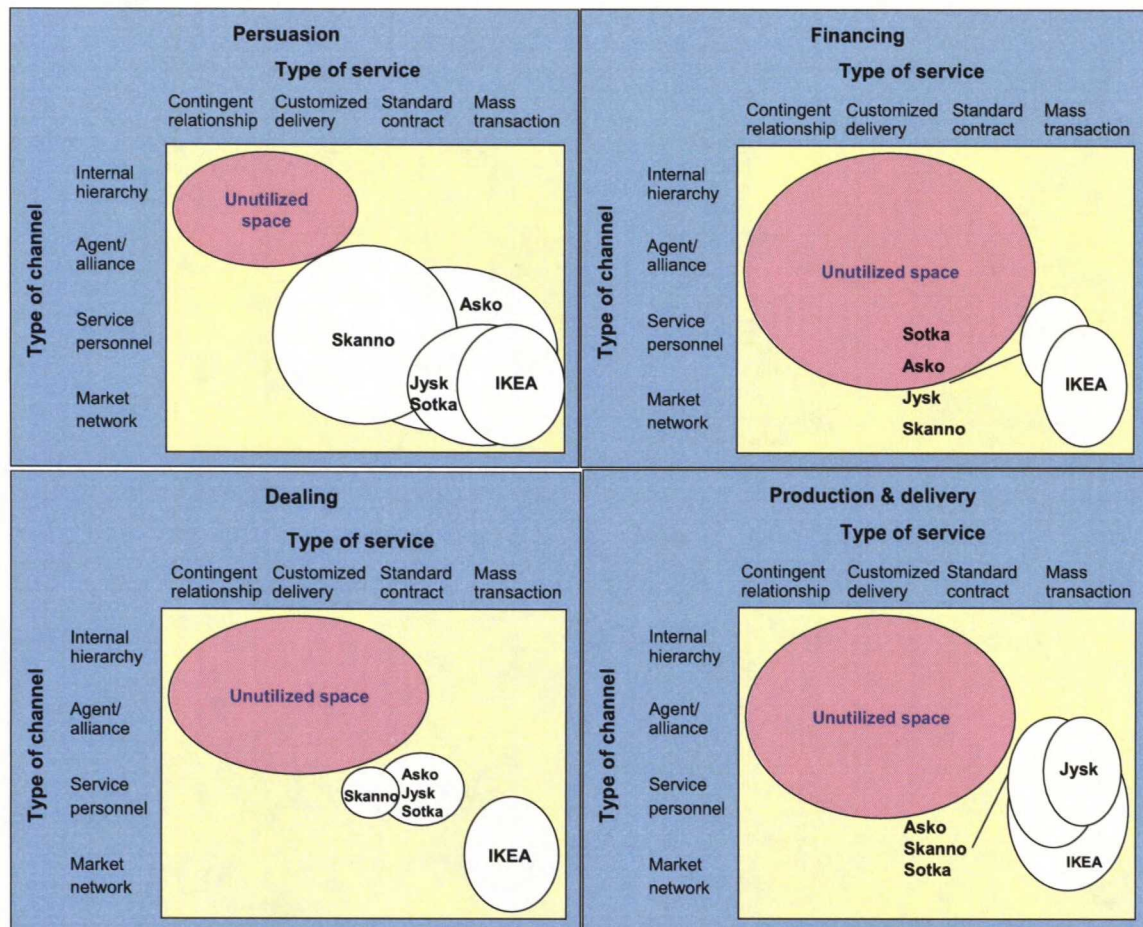 Persuasion
Type of service
Contingent relationship
Customized delivery
Standard contract
Mass transaction
Type of channel
Internal hierarchy
Agent/ alliance
Service personnel
Market network
Unutilized space
Skanno
Asko
Jysk
Sotka
IKEA
Financing
Type of service
Contingent relationship
Customized delivery
Standard contract
Mass transaction
Type of channel
Internal hierarchy
Agent/ alliance
Service personnel
Market network
Unutilized space
Sotka
Asko
Jysk
Skanno
IKEA
Dealing
Type of service
Contingent relationship
Customized delivery
Standard contract
Mass transaction
Type of channel
Internal hierarchy
Agent/ alliance
Service personnel
Market network
Unutilized space
Skanno
Asko
Jysk
Sotka
IKEA
Production & delivery
Type of service
Contingent relationship
Customized delivery
Standard contract
Mass transaction
Type of channel
Internal hierarchy
Agent/ alliance
Service personnel
Market network
Unutilized space
Jysk
Asko
Skanno
Sotka
IKEA